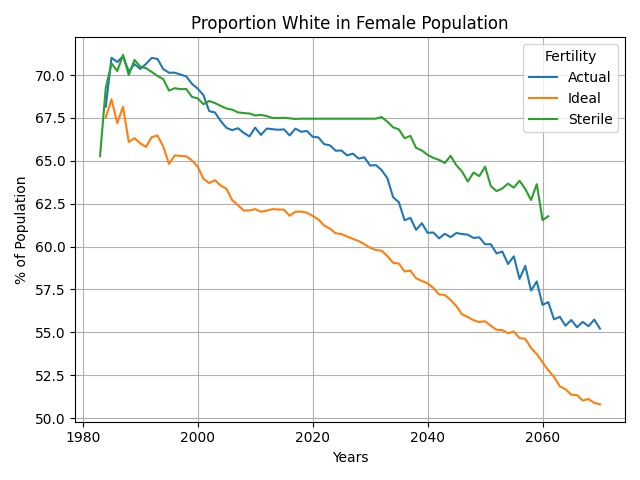 Proportion White in Female Population
Fertility
Actual
Ideal
Sterile
% of Population
70.0
67.5
65.0
62.5
60.0
57.5
55.0
52.5
50.0
1980
2000
2020
2040
2060
Years